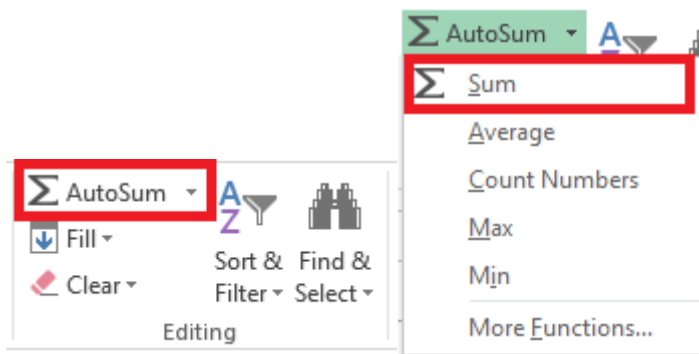 AutoSum
Fill
Clear
Sort &
Filter
Find &
Select
Editing
AutoSum
Sum
Average
Count Numbers
Max
Min
More Functions...